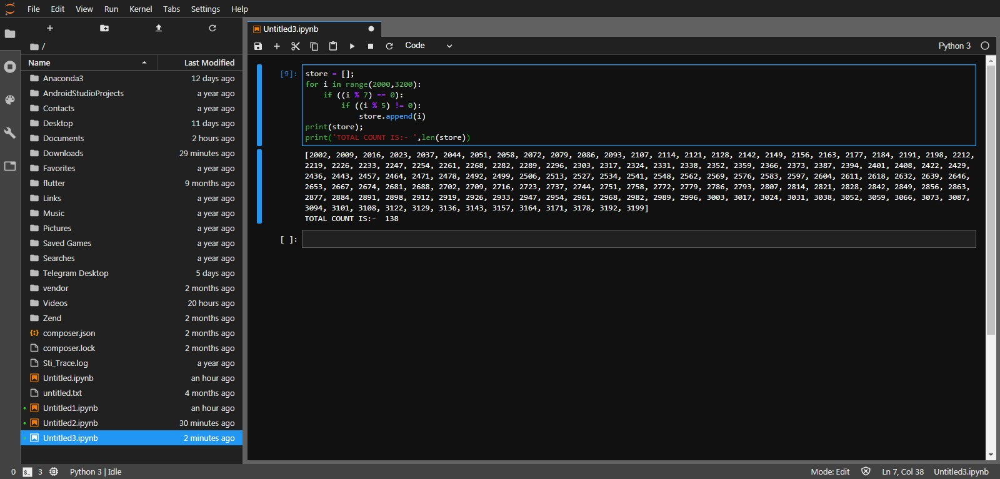 File Edit View Run Kernel Tabs Settings Help
/
Name Last Modified
Anaconda3 12 days ago
AndroidStudioProjects a year ago
Contacts a year ago
Desktop 11 days ago
Documents 2 hours ago
Downloads 29 minutes ago
Favorites a year ago
flutter 9 months ago
Links a year ago
Music a year ago
Pictures a year ago
Saved Games a year ago
Searches a year ago
Telegram Desktop 5 days ago
vendor 2 months ago
Videos 20 hours ago
Zend 2 months ago
composer.json 2 months ago
composer.lock 2 months ago
Sti_Trace.log a year ago
Untitled.ipynb an hour ago
untitled.txt 4 months ago
Untitled1.ipynb an hour ago
Untitled2.ipynb 30 minutes ago
Untitled3.ipynb 2 minutes ago
Untitled3.ipynb
Code Python 3
[9]: store = [];
for i in range(2000,3200):
    if ((i % 7) == 0):
        if ((i % 5) != 0):
            store.append(i)
print(store);
print('TOTAL COUNT IS:- ',len(store))
[2002, 2009, 2016, 2023, 2037, 2044, 2051, 2058, 2072, 2079, 2086, 2093, 2107, 2114, 2121, 2128, 2142, 2149, 2156, 2163, 2177, 2184, 2191, 2198, 2212,
2219, 2226, 2233, 2247, 2254, 2261, 2268, 2282, 2289, 2296, 2303, 2317, 2324, 2331, 2338, 2352, 2359, 2366, 2373, 2387, 2394, 2401, 2408, 2422, 2429,
2436, 2443, 2457, 2464, 2471, 2478, 2492, 2499, 2506, 2513, 2527, 2534, 2541, 2548, 2562, 2569, 2576, 2583, 2597, 2604, 2611, 2618, 2632, 2639, 2646,
2653, 2667, 2674, 2681, 2688, 2702, 2709, 2716, 2723, 2737, 2744, 2751, 2758, 2772, 2779, 2786, 2793, 2807, 2814, 2821, 2828, 2842, 2849, 2856, 2863,
2877, 2884, 2891, 2898, 2912, 2919, 2926, 2933, 2947, 2954, 2961, 2968, 2982, 2989, 2996, 3003, 3017, 3024, 3031, 3038, 3052, 3059, 3066, 3073, 3087,
3094, 3101, 3108, 3122, 3129, 3136, 3143, 3157, 3164, 3171, 3178, 3192, 3199]
TOTAL COUNT IS:-  138
[ ]:
0 $_ 3 Python 3 | Idle Mode: Edit Ln 7, Col 38 Untitled3.ipynb